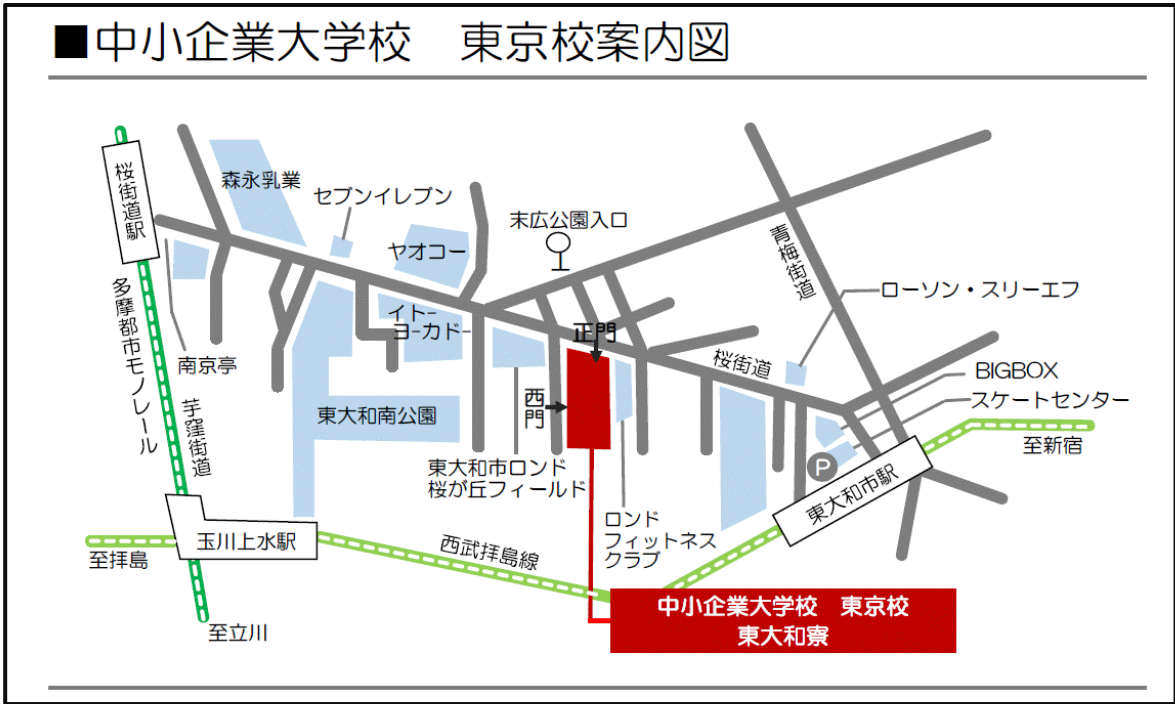 ■中小企業大学校　東京校案内図
桜街道駅
森永乳業
セブンイレブン
ヤオコー
末広公園入口
青梅街道
ローソン・スリーエフ
イトー
ヨーカドー
正門
桜街道
BIGBOX
スケートセンター
南京亭
多摩都市モノレール
芋窪街道
東大和南公園
西門
東大和市ロンド
桜が丘フィールド
P
東大和市駅
至新宿
ロンド
フィットネス
クラブ
玉川上水駅
至拝島
西武拝島線
至立川
中小企業大学校　東京校
東大和寮